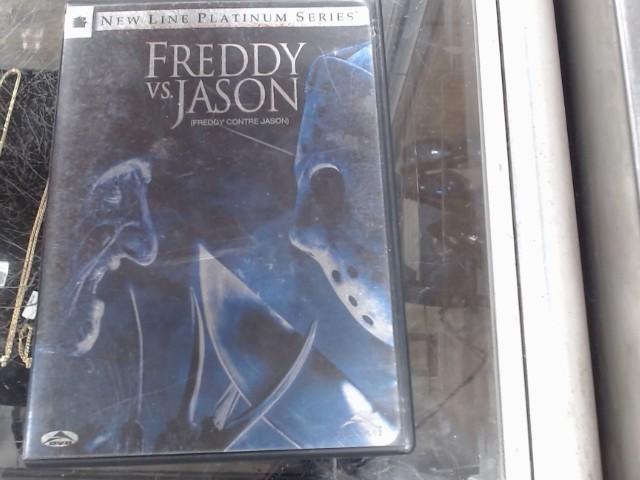 NEW LINE PLATINUM SERIES
FREDDY
VS. JASON
(FREDDY CONTRE JASON)